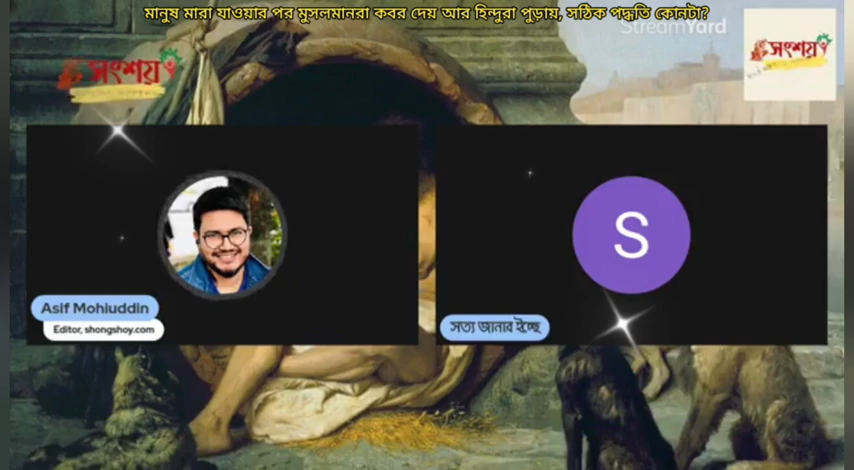 মানুষ মারা যাওয়ার পর মুসলমানরা কবর দেয় আর হিন্দুরা পুড়ায়, সঠিক পদ্ধতি কোনটা?
StreamYard
সংশয়
সংশয়
S
Asif Mohiuddin
Editor, shongshoy.com
সত্য জানার ইচ্ছে